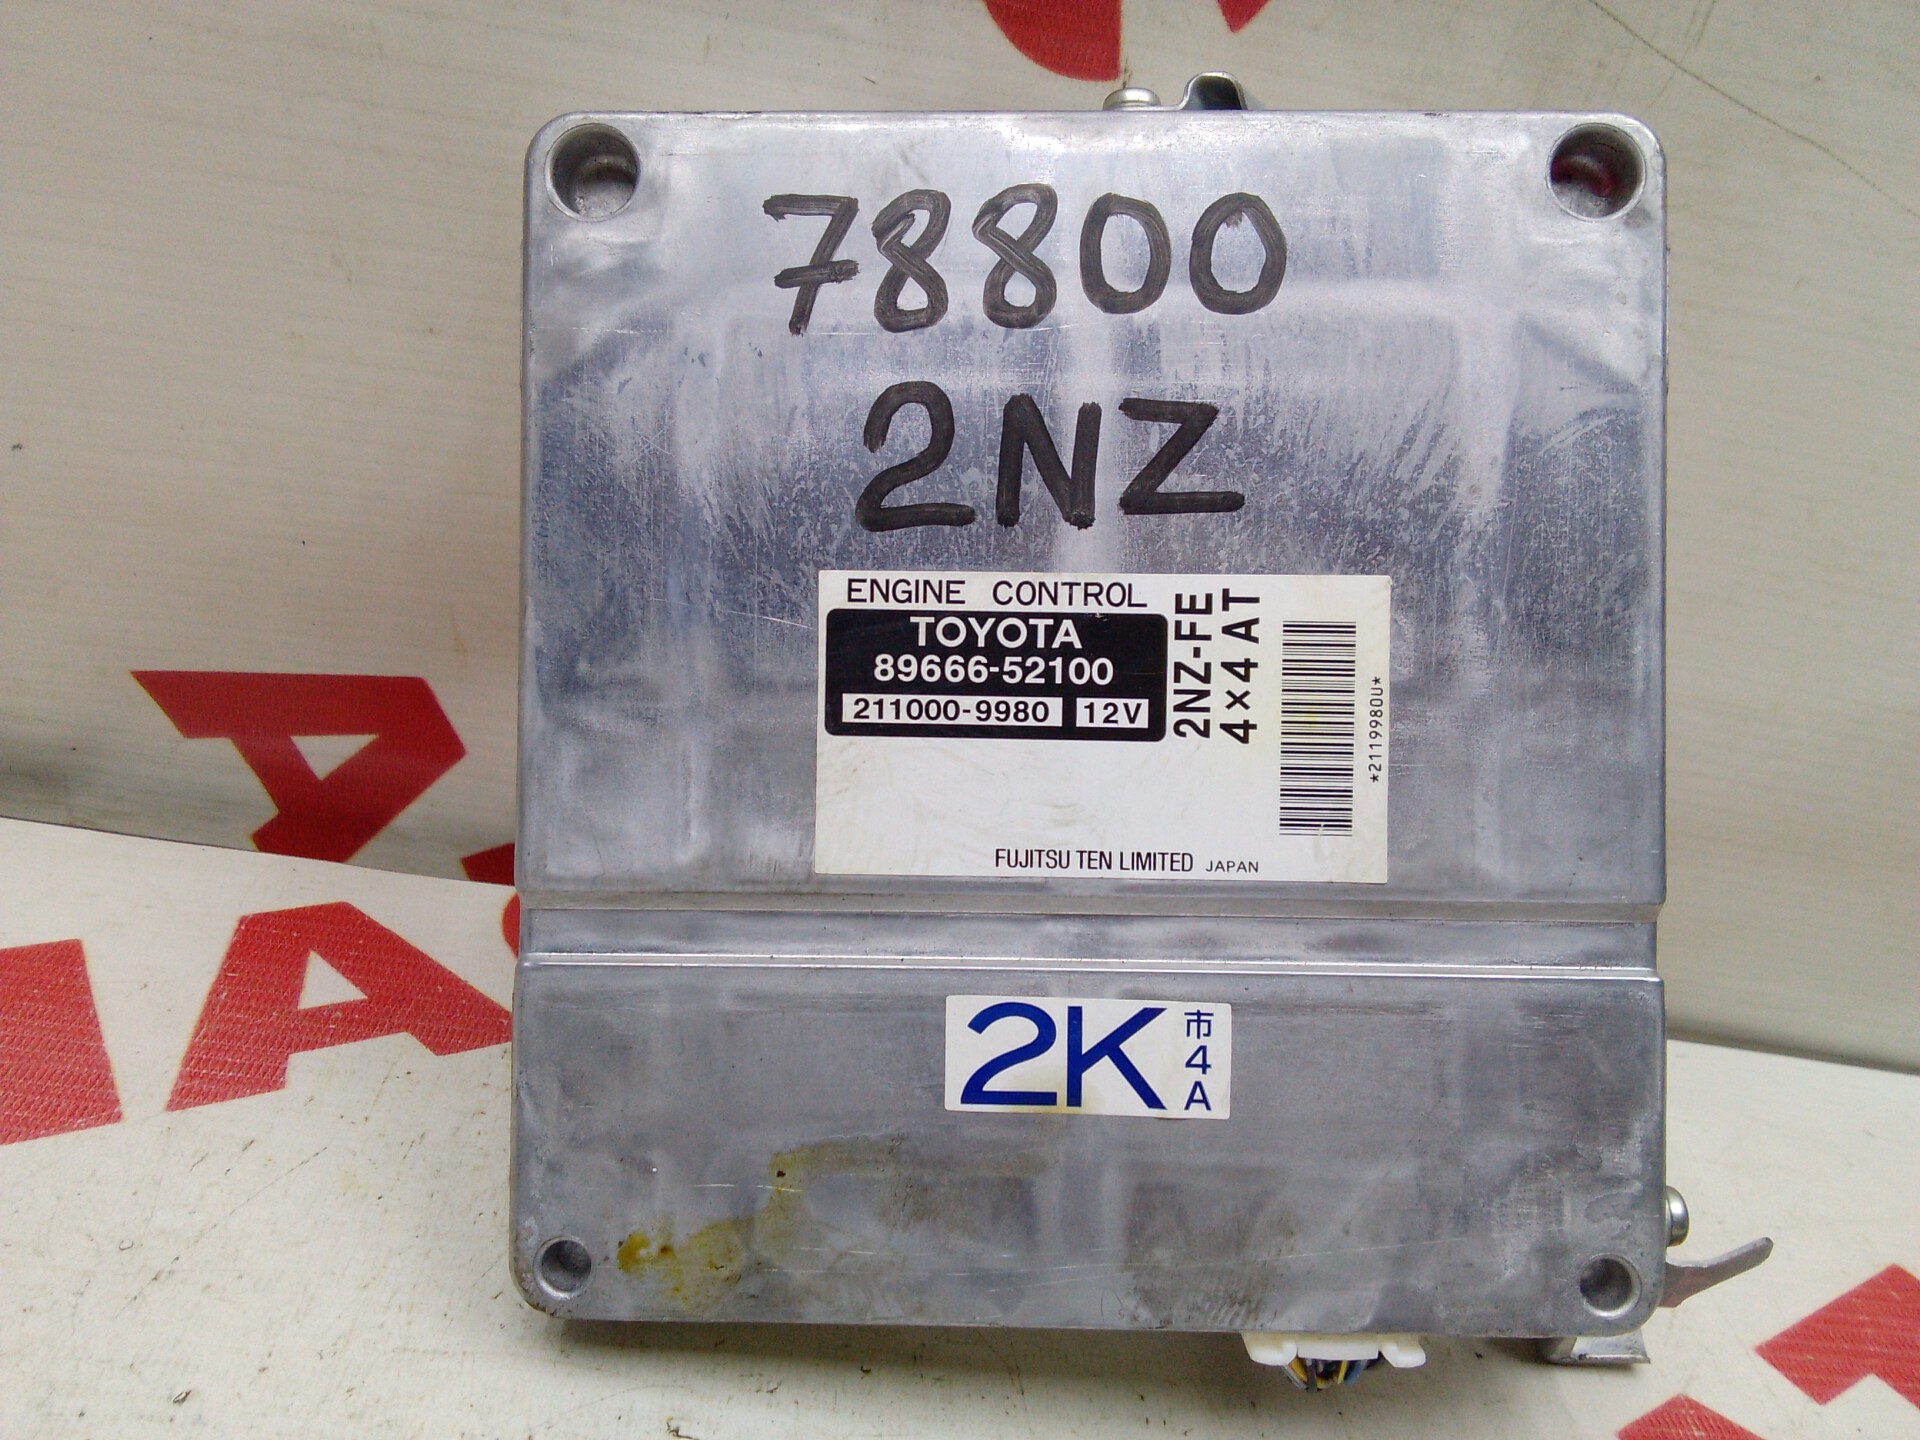 78800
2NZ
ENGINE CONTROL
TOYOTA
89666-52100
211000-9980 12V
2NZ-FE
4×4 AT
*2119980U*
FUJITSU TEN LIMITED JAPAN
2K
市
4
A